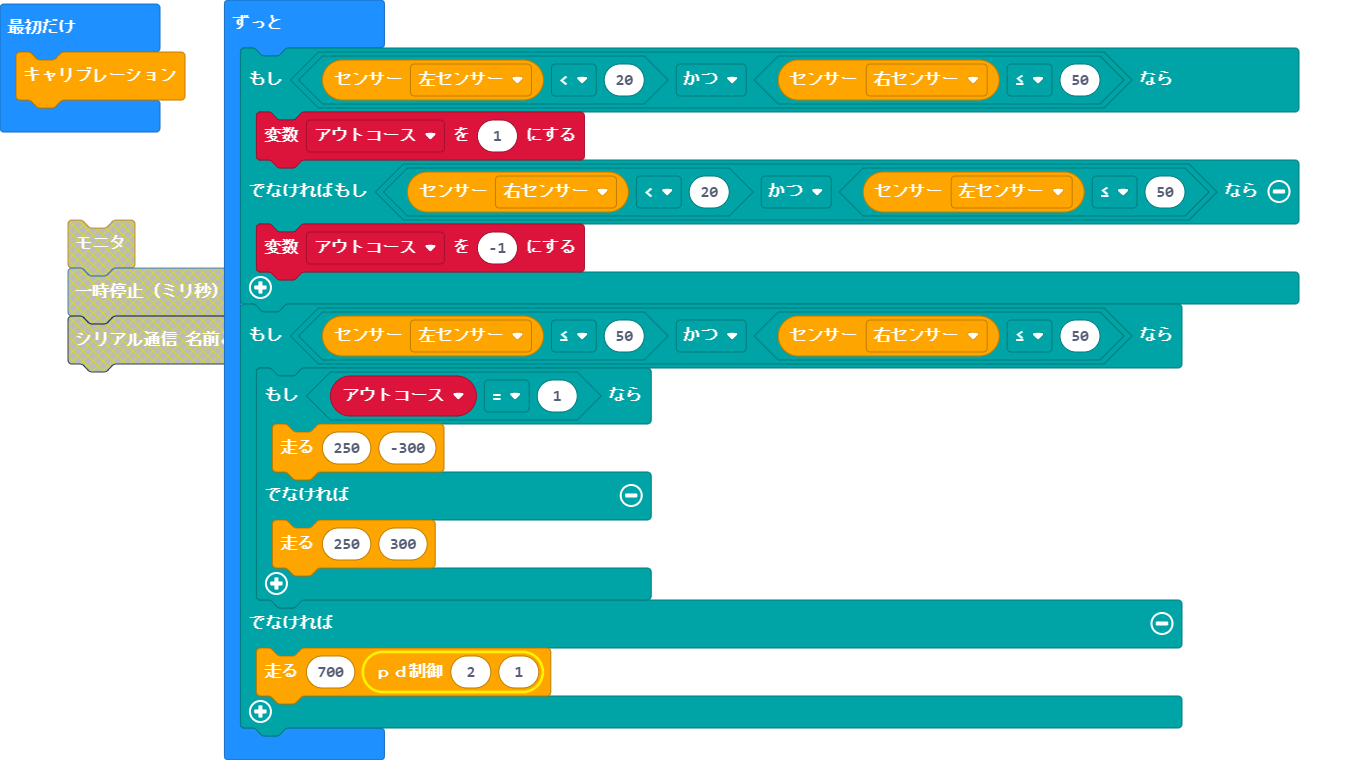 最初だけ
キャリブレーション
モニタ
一時停止（ミリ秒）
シリアル通信 名前
ずっと
もし センサー 左センサー < 20 かつ センサー 右センサー ≤ 50 なら
変数 アウトコース を 1 にする
でなければもし センサー 右センサー < 20 かつ センサー 左センサー ≤ 50 なら
変数 アウトコース を -1 にする
もし センサー 左センサー ≤ 50 かつ センサー 右センサー ≤ 50 なら
もし アウトコース = 1 なら
走る 250 -300
でなければ
走る 250 300
でなければ
走る 700 ｐｄ制御 2 1